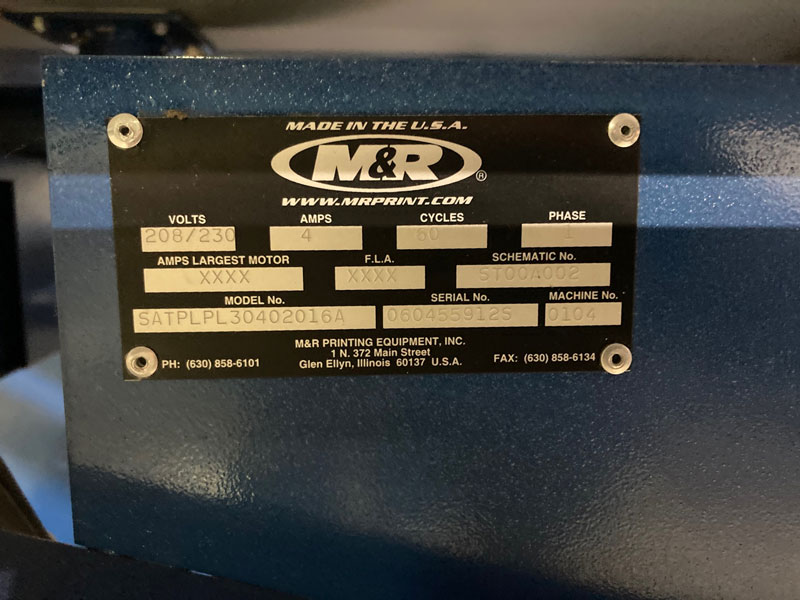 MADE IN THE U.S.A.
M&R®
WWW.MRPRINT.COM
VOLTS AMPS CYCLES PHASE
208/230 4 60 1
AMPS LARGEST MOTOR F.L.A. SCHEMATIC No.
XXXX XXXX ST00A002
MODEL No. SERIAL No. MACHINE No.
SATPLPL30402016A 060455912S 0104
M&R PRINTING EQUIPMENT, INC.
1 N. 372 Main Street
PH: (630) 858-6101 Glen Ellyn, Illinois 60137 U.S.A. FAX: (630) 858-6134